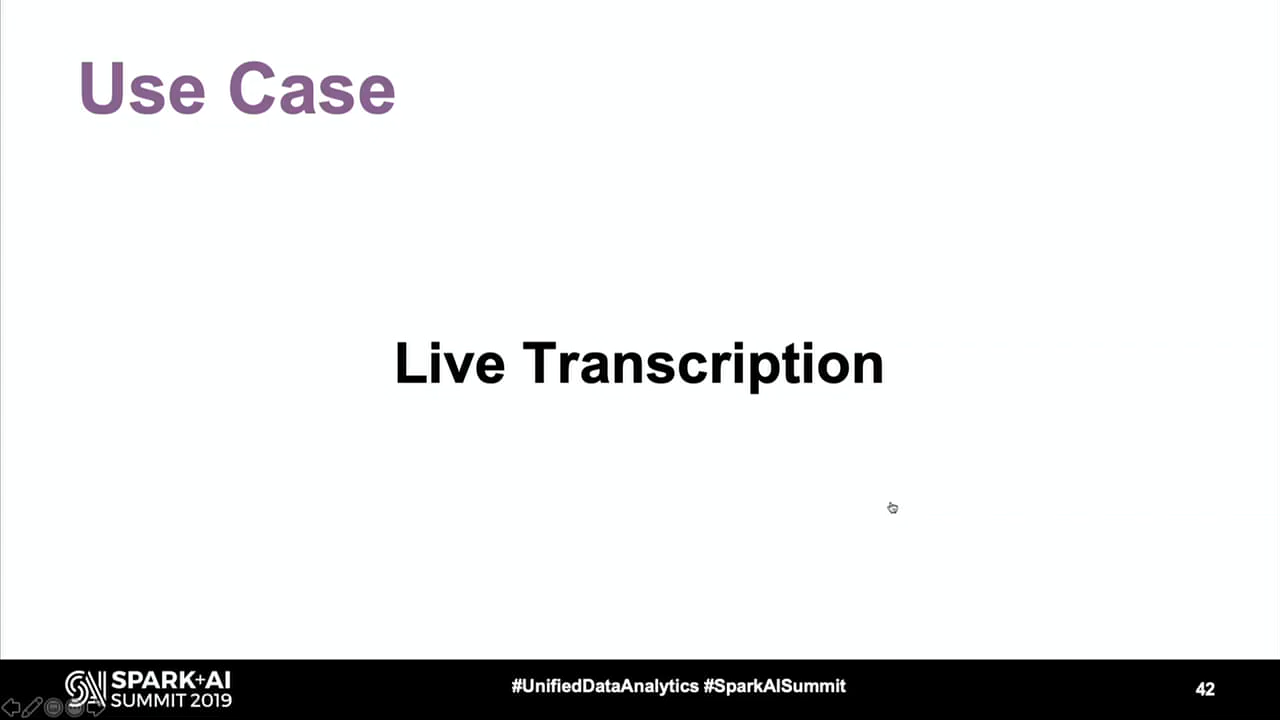 Use Case
Live Transcription
SPARK+AI
SUMMIT 2019
#UnifiedDataAnalytics #SparkAISummit
42